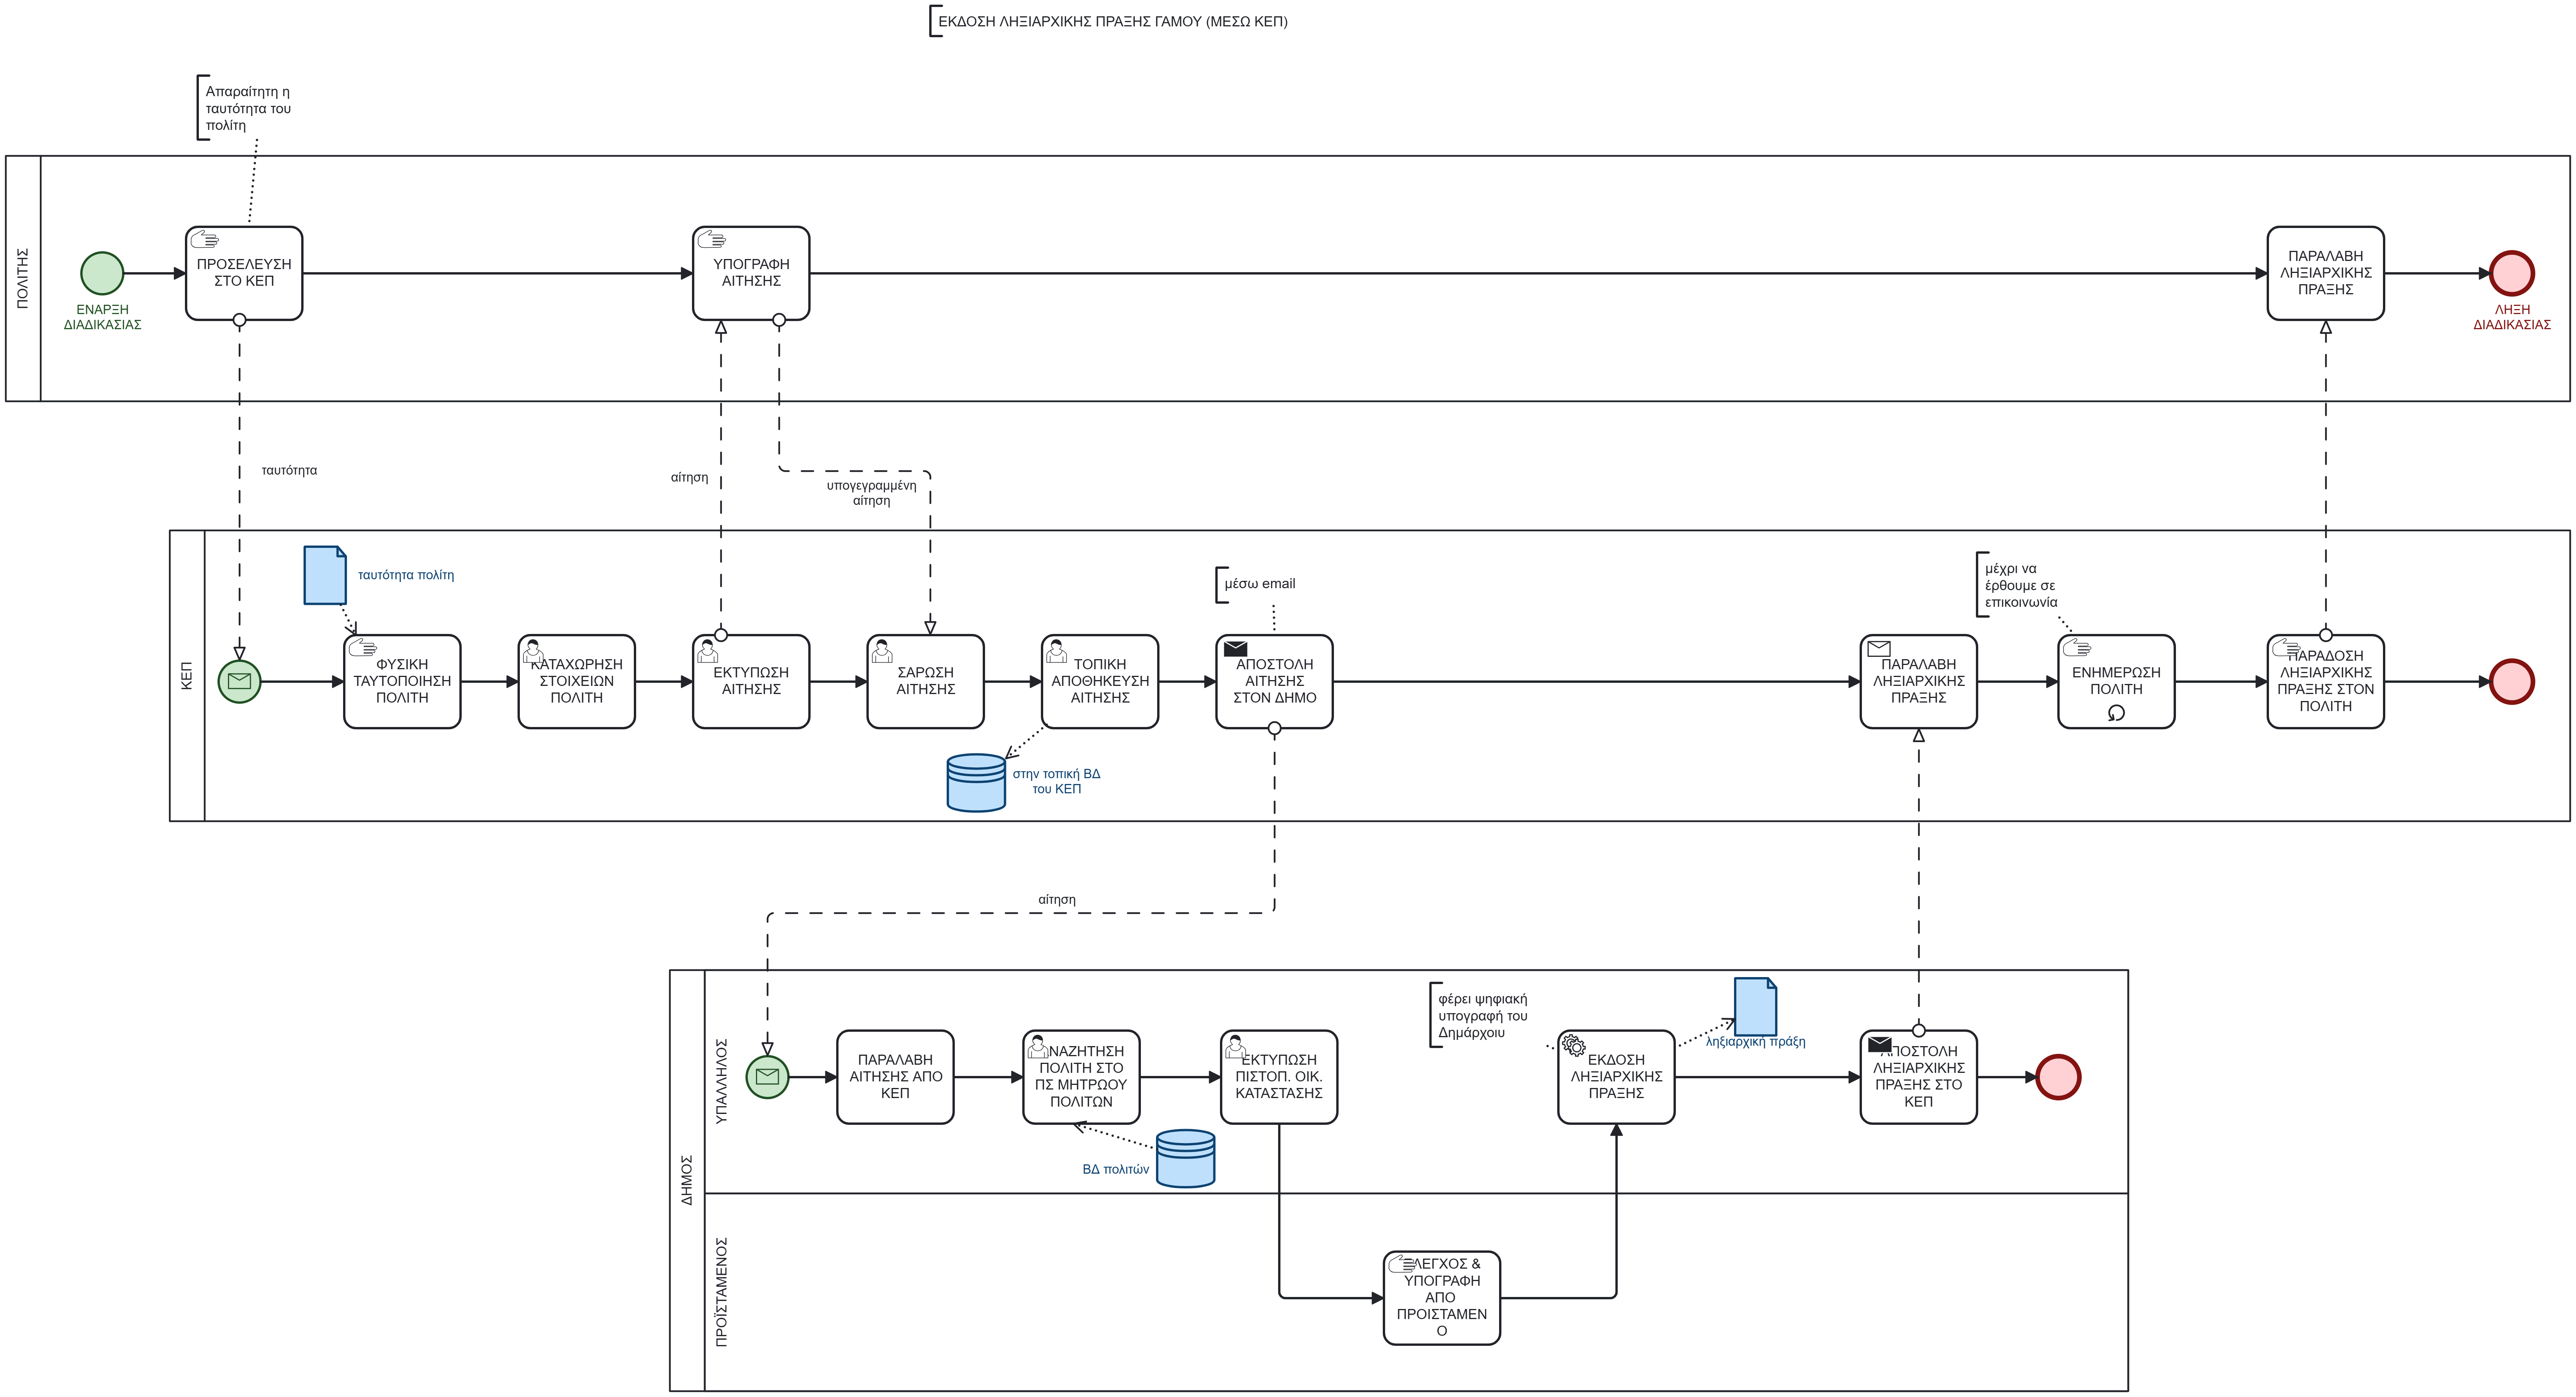 ΕΚΔΟΣΗ ΛΗΞΙΑΡΧΙΚΗΣ ΠΡΑΞΗΣ ΓΑΜΟΥ (ΜΕΣΩ ΚΕΠ)
Απαραίτητη η
ταυτότητα του
πολίτη
ΠΟΛΙΤΗΣ
ΕΝΑΡΞΗ
ΔΙΑΔΙΚΑΣΙΑΣ
ΠΡΟΣΕΛΕΥΣΗ
ΣΤΟ ΚΕΠ
ΥΠΟΓΡΑΦΗ
ΑΙΤΗΣΗΣ
ΠΑΡΑΛΑΒΗ
ΛΗΞΙΑΡΧΙΚΗΣ
ΠΡΑΞΗΣ
ΛΗΞΗ
ΔΙΑΔΙΚΑΣΙΑΣ
ταυτότητα
αίτηση
υπογεγραμμένη
αίτηση
ΚΕΠ
ταυτότητα πολίτη
ΦΥΣΙΚΗ
ΤΑΥΤΟΠΟΙΗΣΗ
ΠΟΛΙΤΗ
ΚΑΤΑΧΩΡΗΣΗ
ΣΤΟΙΧΕΙΩΝ
ΠΟΛΙΤΗ
ΕΚΤΥΠΩΣΗ
ΑΙΤΗΣΗΣ
ΣΑΡΩΣΗ
ΑΙΤΗΣΗΣ
ΤΟΠΙΚΗ
ΑΠΟΘΗΚΕΥΣΗ
ΑΙΤΗΣΗΣ
στην τοπική ΒΔ
του ΚΕΠ
μέσω email
ΑΠΟΣΤΟΛΗ
ΑΙΤΗΣΗΣ
ΣΤΟΝ ΔΗΜΟ
ΠΑΡΑΛΑΒΗ
ΛΗΞΙΑΡΧΙΚΗΣ
ΠΡΑΞΗΣ
μέχρι να
έρθουμε σε
επικοινωνία
ΕΝΗΜΕΡΩΣΗ
ΠΟΛΙΤΗ
ΠΑΡΑΔΟΣΗ
ΛΗΞΙΑΡΧΙΚΗΣ
ΠΡΑΞΗΣ ΣΤΟΝ
ΠΟΛΙΤΗ
αίτηση
ΔΗΜΟΣ
ΥΠΑΛΛΗΛΟΣ
ΠΑΡΑΛΑΒΗ
ΑΙΤΗΣΗΣ ΑΠΟ
ΚΕΠ
ΑΝΑΖΗΤΗΣΗ
ΠΟΛΙΤΗ ΣΤΟ
ΠΣ ΜΗΤΡΩΟΥ
ΠΟΛΙΤΩΝ
ΒΔ πολιτών
ΕΚΤΥΠΩΣΗ
ΠΙΣΤΟΠ. ΟΙΚ.
ΚΑΤΑΣΤΑΣΗΣ
φέρει ψηφιακή
υπογραφή του
Δημάρχοιυ
ΕΚΔΟΣΗ
ΛΗΞΙΑΡΧΙΚΗΣ
ΠΡΑΞΗΣ
ληξιαρχική πράξη
ΑΠΟΣΤΟΛΗ
ΛΗΞΙΑΡΧΙΚΗΣ
ΠΡΑΞΗΣ ΣΤΟ
ΚΕΠ
ΠΡΟΪΣΤΑΜΕΝΟΣ
ΕΛΕΓΧΟΣ &
ΥΠΟΓΡΑΦΗ
ΑΠΟ
ΠΡΟΙΣΤΑΜΕΝ
Ο